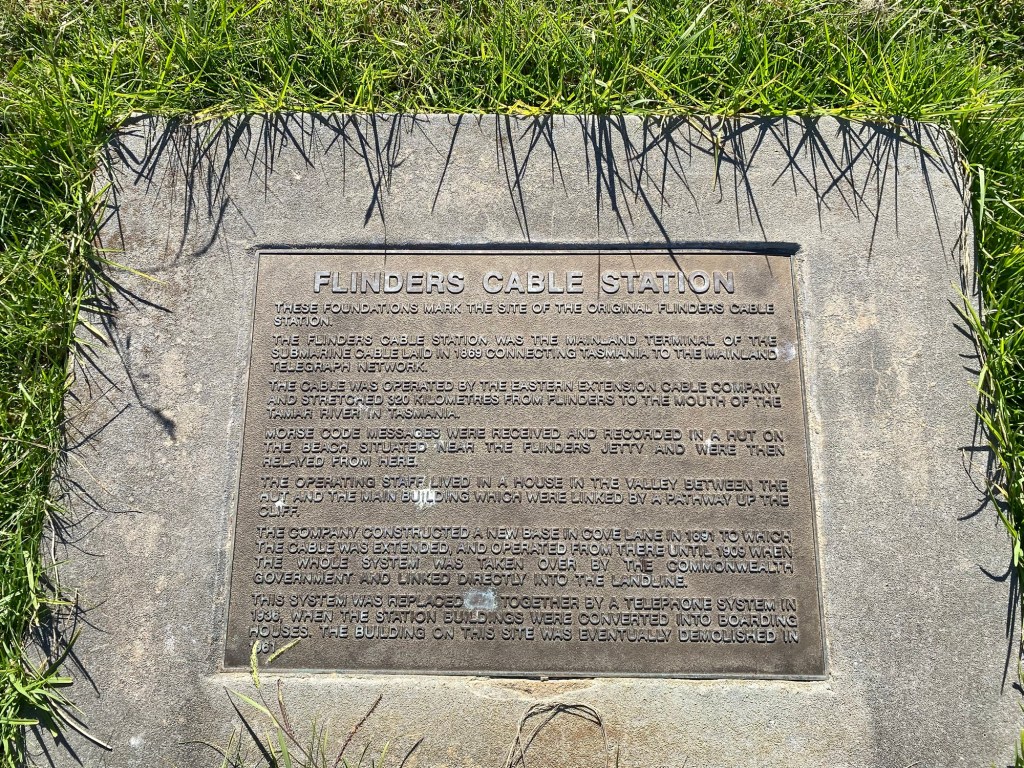 FLINDERS CABLE STATION
THESE FOUNDATIONS MARK THE SITE OF THE ORIGINAL FLINDERS CABLE
STATION.
THE FLINDERS CABLE STATION WAS THE MAINLAND TERMINAL OF THE
SUBMARINE CABLE LAID IN 1869 CONNECTING TASMANIA TO THE MAINLAND
TELEGRAPH NETWORK.
THE CABLE WAS OPERATED BY THE EASTERN EXTENSION CABLE COMPANY
AND STRETCHED 320 KILOMETRES FROM FLINDERS TO THE MOUTH OF THE
TAMAR RIVER IN TASMANIA.
MORSE CODE MESSAGES WERE RECEIVED AND RECORDED IN A HUT ON
THE BEACH SITUATED NEAR THE FLINDERS JETTY AND WERE THEN
RELAYED FROM HERE.
THE OPERATING STAFF LIVED IN A HOUSE IN THE VALLEY BETWEEN THE
HUT AND THE MAIN BUILDING WHICH WERE LINKED BY A PATHWAY UP THE
CLIFF.
THE COMPANY CONSTRUCTED A NEW BASE IN COVE LANE IN 1891 TO WHICH
THE CABLE WAS EXTENDED, AND OPERATED FROM THERE UNTIL 1905 WHEN
THE WHOLE SYSTEM WAS TAKEN OVER BY THE COMMONWEALTH
GOVERNMENT AND LINKED DIRECTLY INTO THE LANDLINE.
THIS SYSTEM WAS REPLACED TOGETHER BY A TELEPHONE SYSTEM IN
1936, WHEN THE STATION BUILDINGS WERE CONVERTED INTO BOARDING
HOUSES. THE BUILDING ON THIS SITE WAS EVENTUALLY DEMOLISHED IN